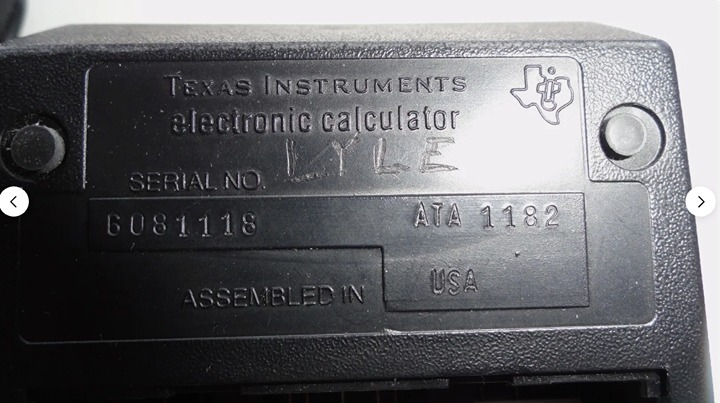 TEXAS INSTRUMENTS
electronic calculator
LYLE
SERIAL NO.
6081118 ATA 1182
ASSEMBLED IN USA